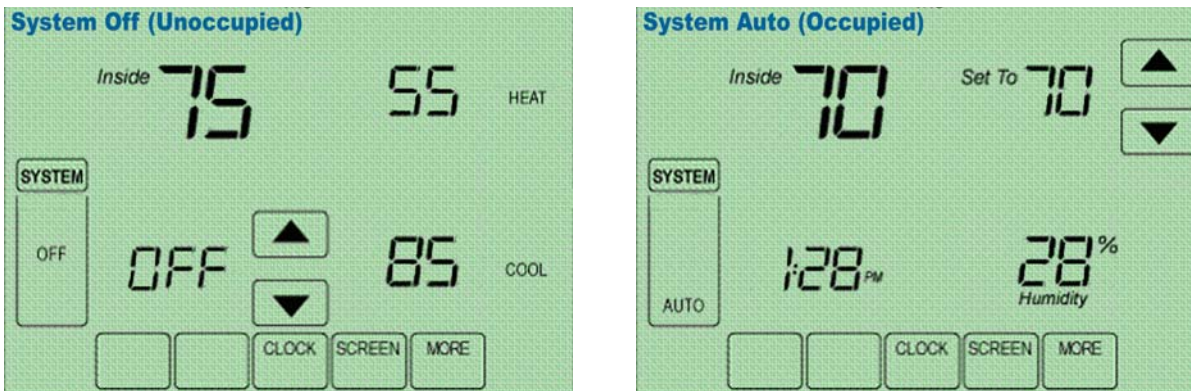 System Off (Unoccupied)
Inside 75 55 HEAT
SYSTEM
OFF OFF 85 COOL
CLOCK SCREEN MORE
System Auto (Occupied)
Inside 70 Set To 70
SYSTEM
1:28 PM 28%
AUTO Humidity
CLOCK SCREEN MORE